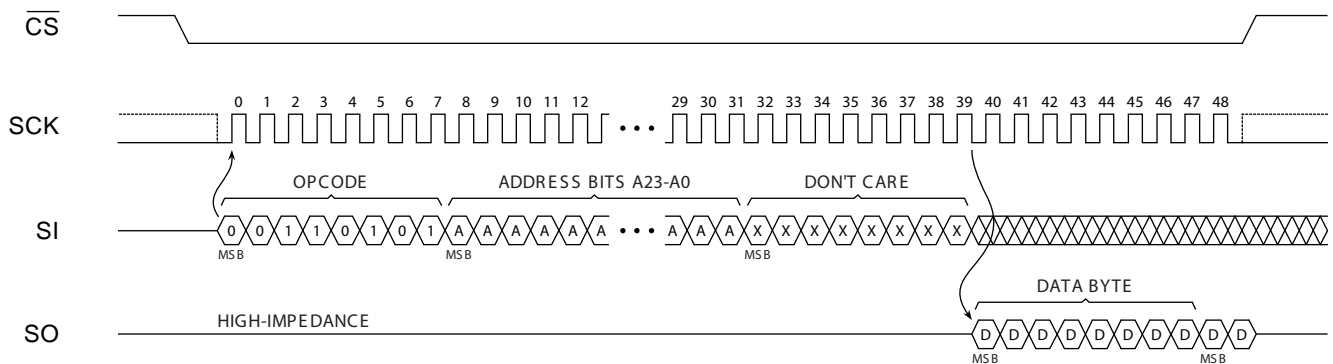 CS
0 1 2 3 4 5 6 7 8 9 10 11 12 29 30 31 32 33 34 35 36 37 38 39 40 41 42 43 44 45 46 47 48
SCK
OPCODE ADDRESS BITS A23-A0 DON'T CARE
SI 0 0 1 1 0 1 0 1 A A A A A A A A A X X X X X X X X
MSB MSB MSB
DATA BYTE
HIGH-IMPEDANCE
SO D D D D D D D D D D
MSB MSB